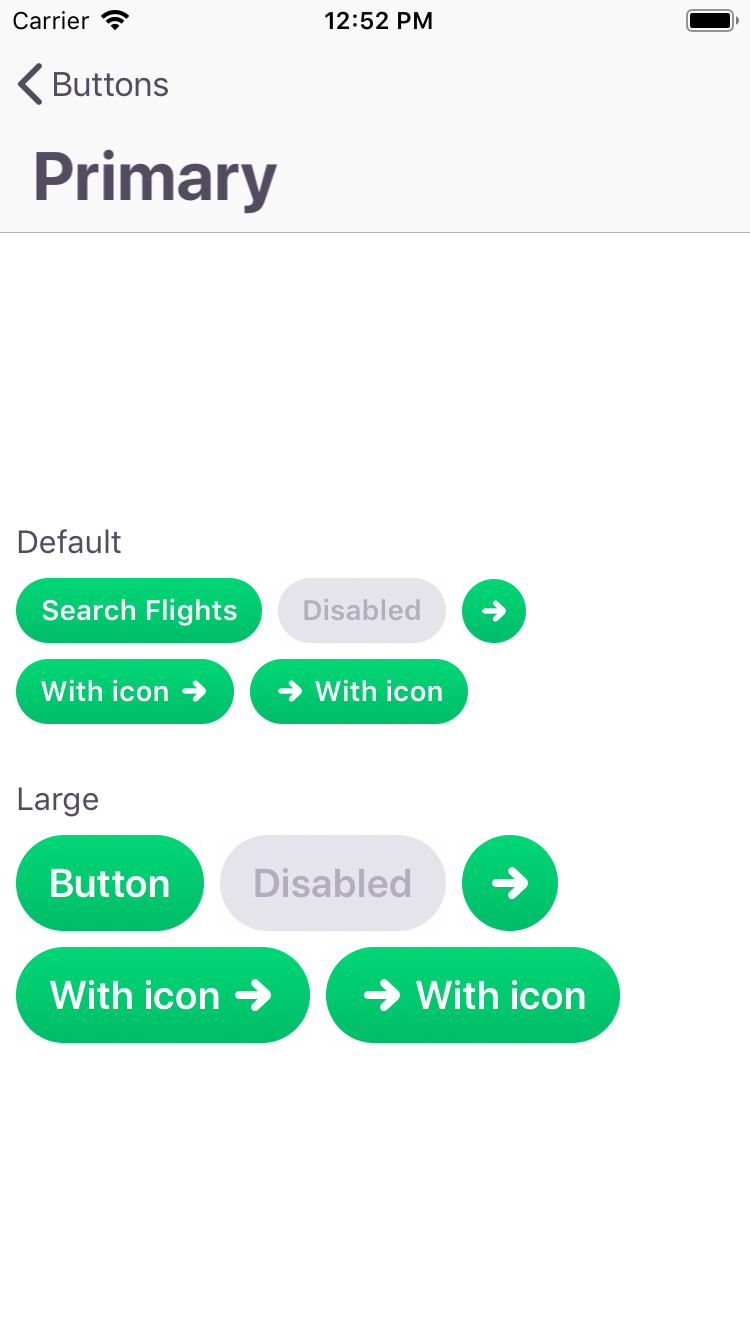 Carrier 12:52 PM
Buttons
Primary
Default
Search Flights Disabled
With icon With icon
Large
Button Disabled
With icon With icon